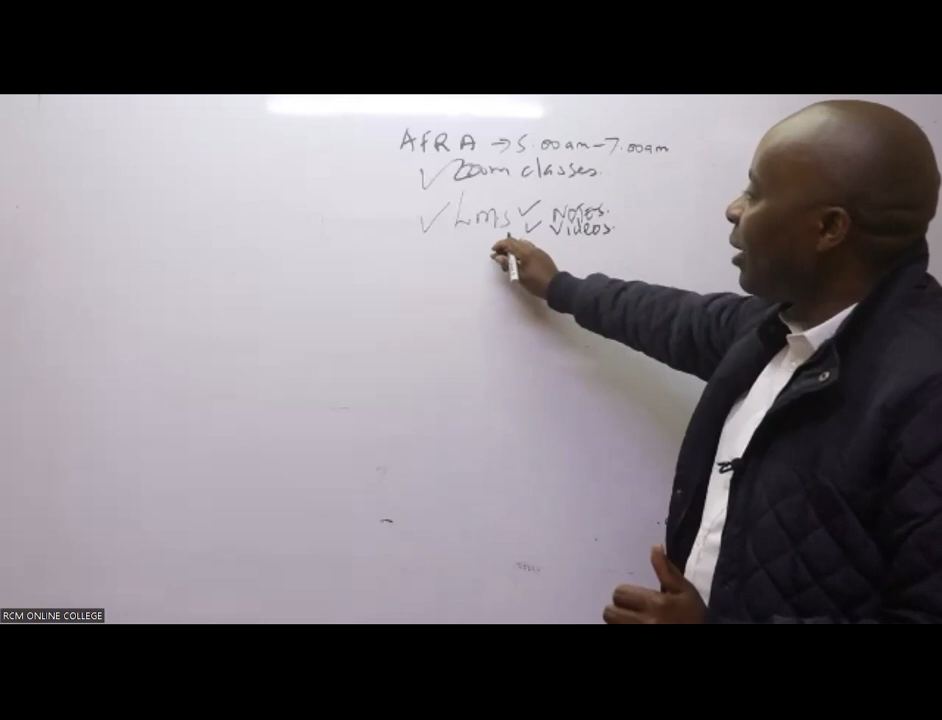 AFRA → 5.00am-7.00am
✓ Zoom classes.
✓ Lms ✓ NOTES.
✓ Videos.
RCM ONLINE COLLEGE